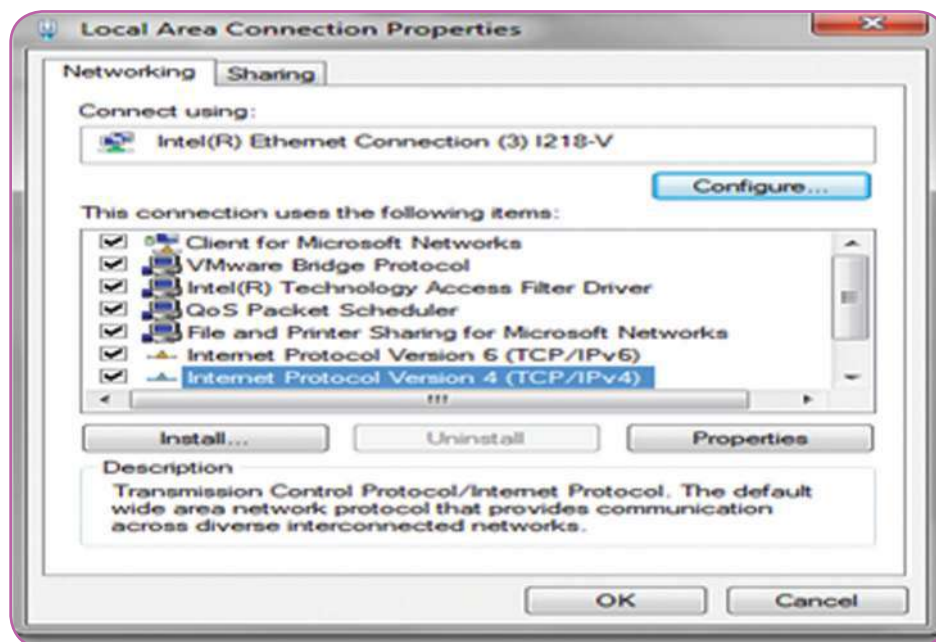 Local Area Connection Properties
Networking Sharing
Connect using:
Intel(R) Ethernet Connection (3) I218-V
Configure...
This connection uses the following items:
Client for Microsoft Networks
VMware Bridge Protocol
Intel(R) Technology Access Filter Driver
QoS Packet Scheduler
File and Printer Sharing for Microsoft Networks
Internet Protocol Version 6 (TCP/IPv6)
Internet Protocol Version 4 (TCP/IPv4)
Install... Uninstall Properties
Description
Transmission Control Protocol/Internet Protocol. The default
wide area network protocol that provides communication
across diverse interconnected networks.
OK Cancel